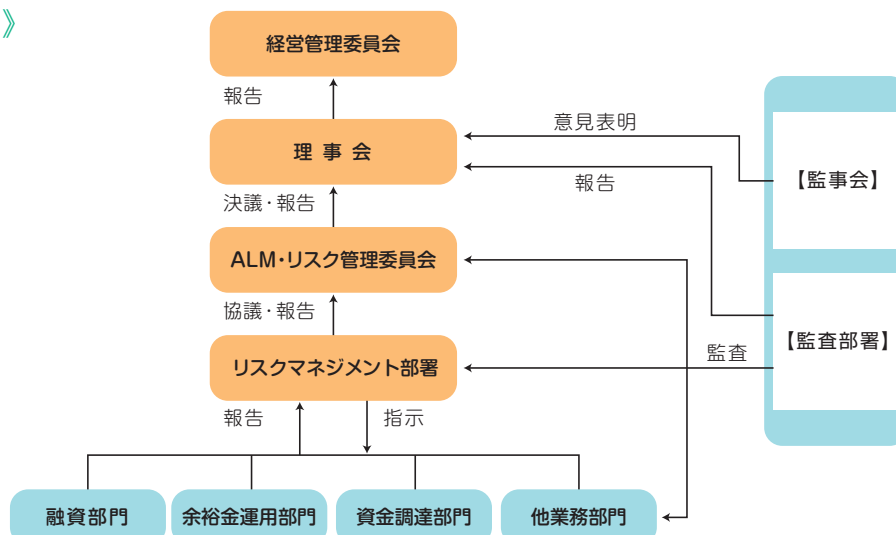 》
経営管理委員会
報告
理事会
意見表明
報告
【監事会】
決議・報告
ALM・リスク管理委員会
協議・報告
リスクマネジメント部署
監査
【監査部署】
報告
指示
融資部門
余裕金運用部門
資金調達部門
他業務部門